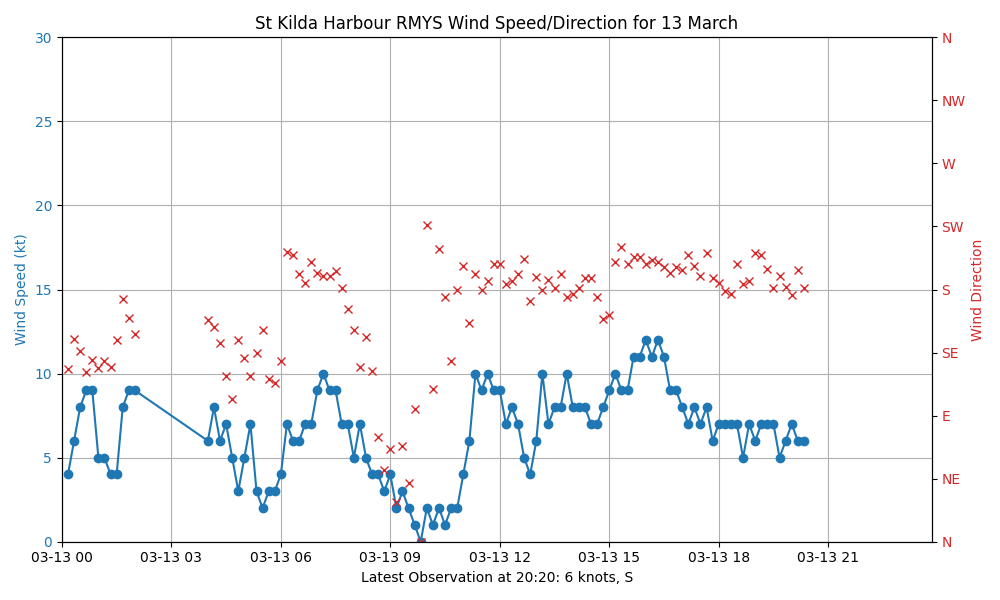 St Kilda Harbour RMYS Wind Speed/Direction for 13 March
30
25
20
15
10
5
0
Wind Speed (kt)
N
NW
W
SW
S
SE
E
NE
N
Wind Direction
03-13 00
03-13 03
03-13 06
03-13 09
03-13 12
03-13 15
03-13 18
03-13 21
Latest Observation at 20:20: 6 knots, S